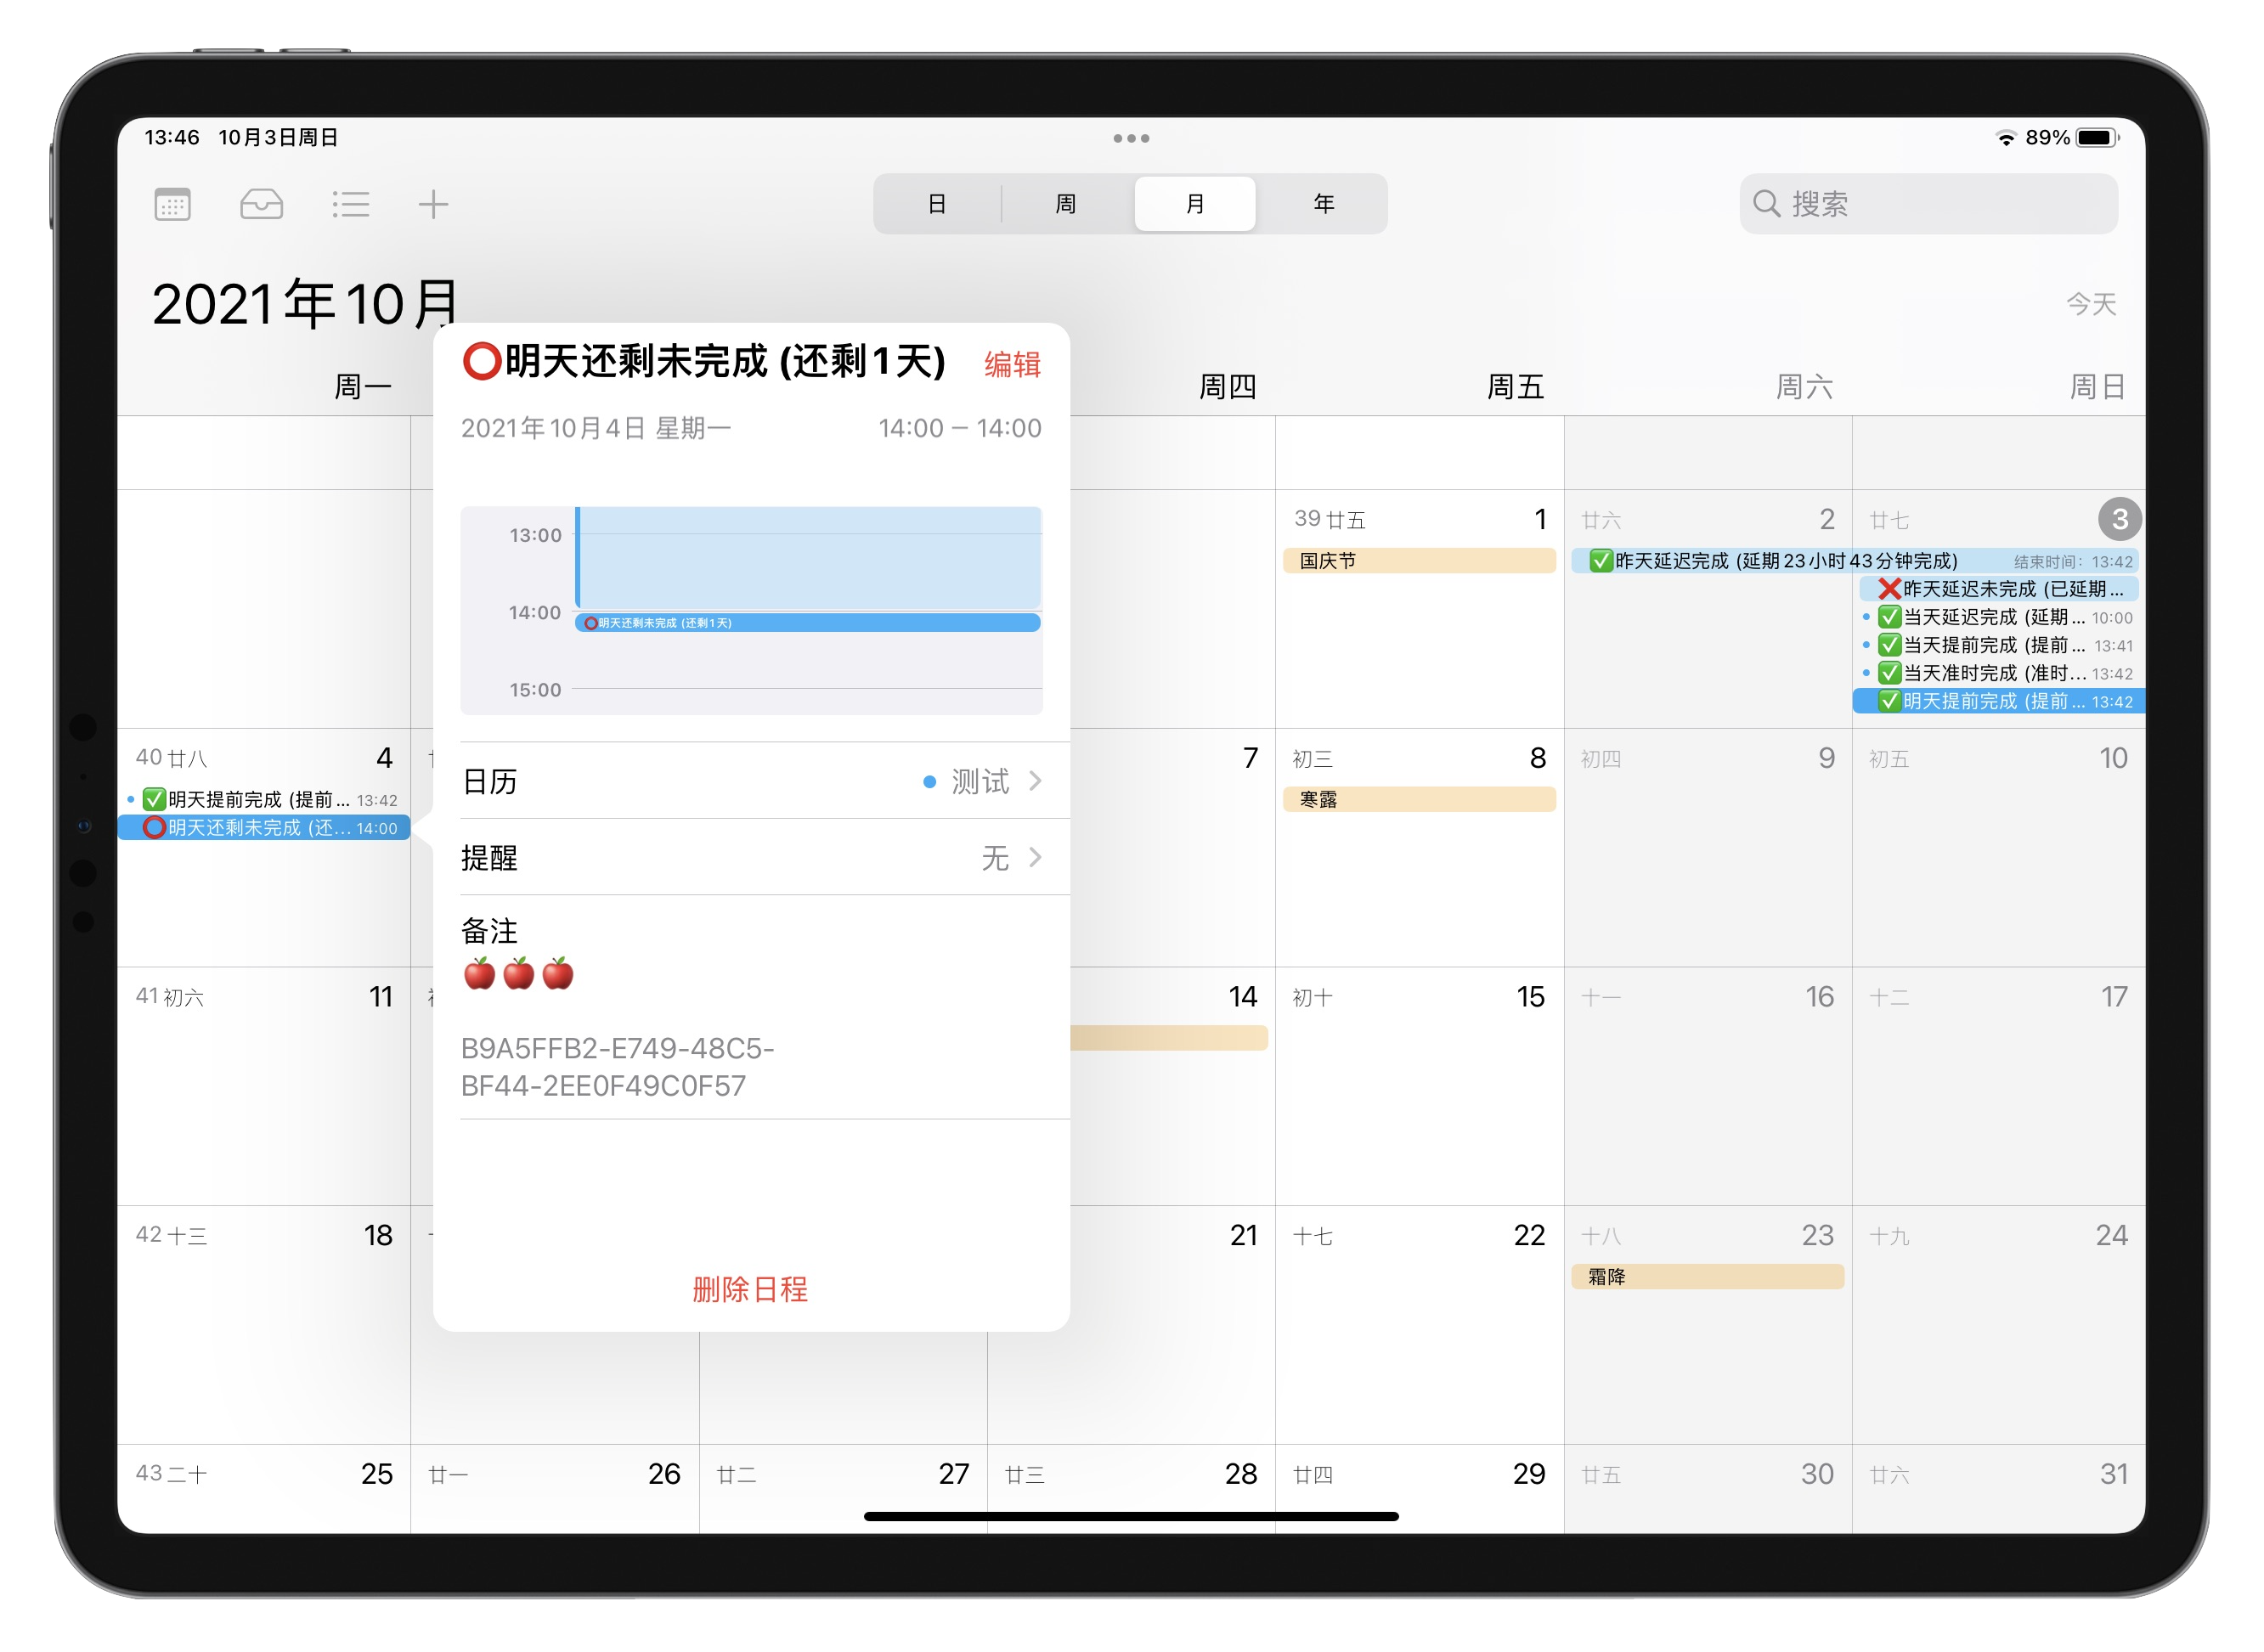 13:46 10月3日周日
89%
日 周 月 年
搜索
2021年10月
今天
周一 周四 周五 周六 周日
⭕明天还剩未完成 (还剩1天) 编辑
2021年10月4日 星期一 14:00 – 14:00
13:00
14:00
⭕明天还剩未完成 (还剩1天)
15:00
日历 测试
提醒 无
备注
🍎🍎🍎
B9A5FFB2-E749-48C5-
BF44-2EE0F49C0F57
删除日程
39 廿五 1 廿六 2 廿七 3
国庆节 ✅昨天延迟完成 (延期23小时43分钟完成) 结束时间: 13:42
❌昨天延迟未完成 (已延期…
✅当天延迟完成 (延期… 10:00
✅当天提前完成 (提前… 13:41
✅当天准时完成 (准时… 13:42
✅明天提前完成 (提前… 13:42
40 廿八 4 7 初三 8 初四 9 初五 10
✅明天提前完成 (提前… 13:42 寒露
⭕明天还剩未完成 (还… 14:00
41 初六 11 14 初十 15 十一 16 十二 17
42 十三 18 21 十七 22 十八 23 十九 24
霜降
43 二十 25 廿一 26 廿二 27 廿三 28 廿四 29 廿五 30 廿六 31